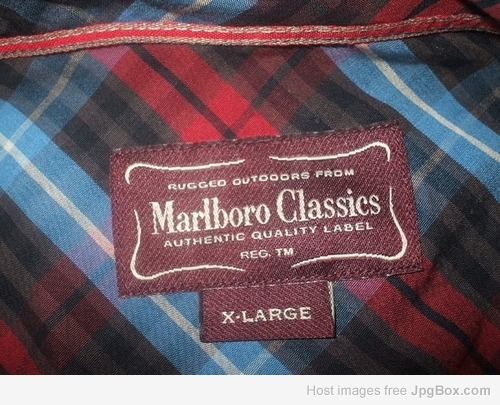 RUGGED OUTDOORS FROM
Marlboro Classics
AUTHENTIC QUALITY LABEL
REG. TM
X-LARGE
Host images free JpgBox.com